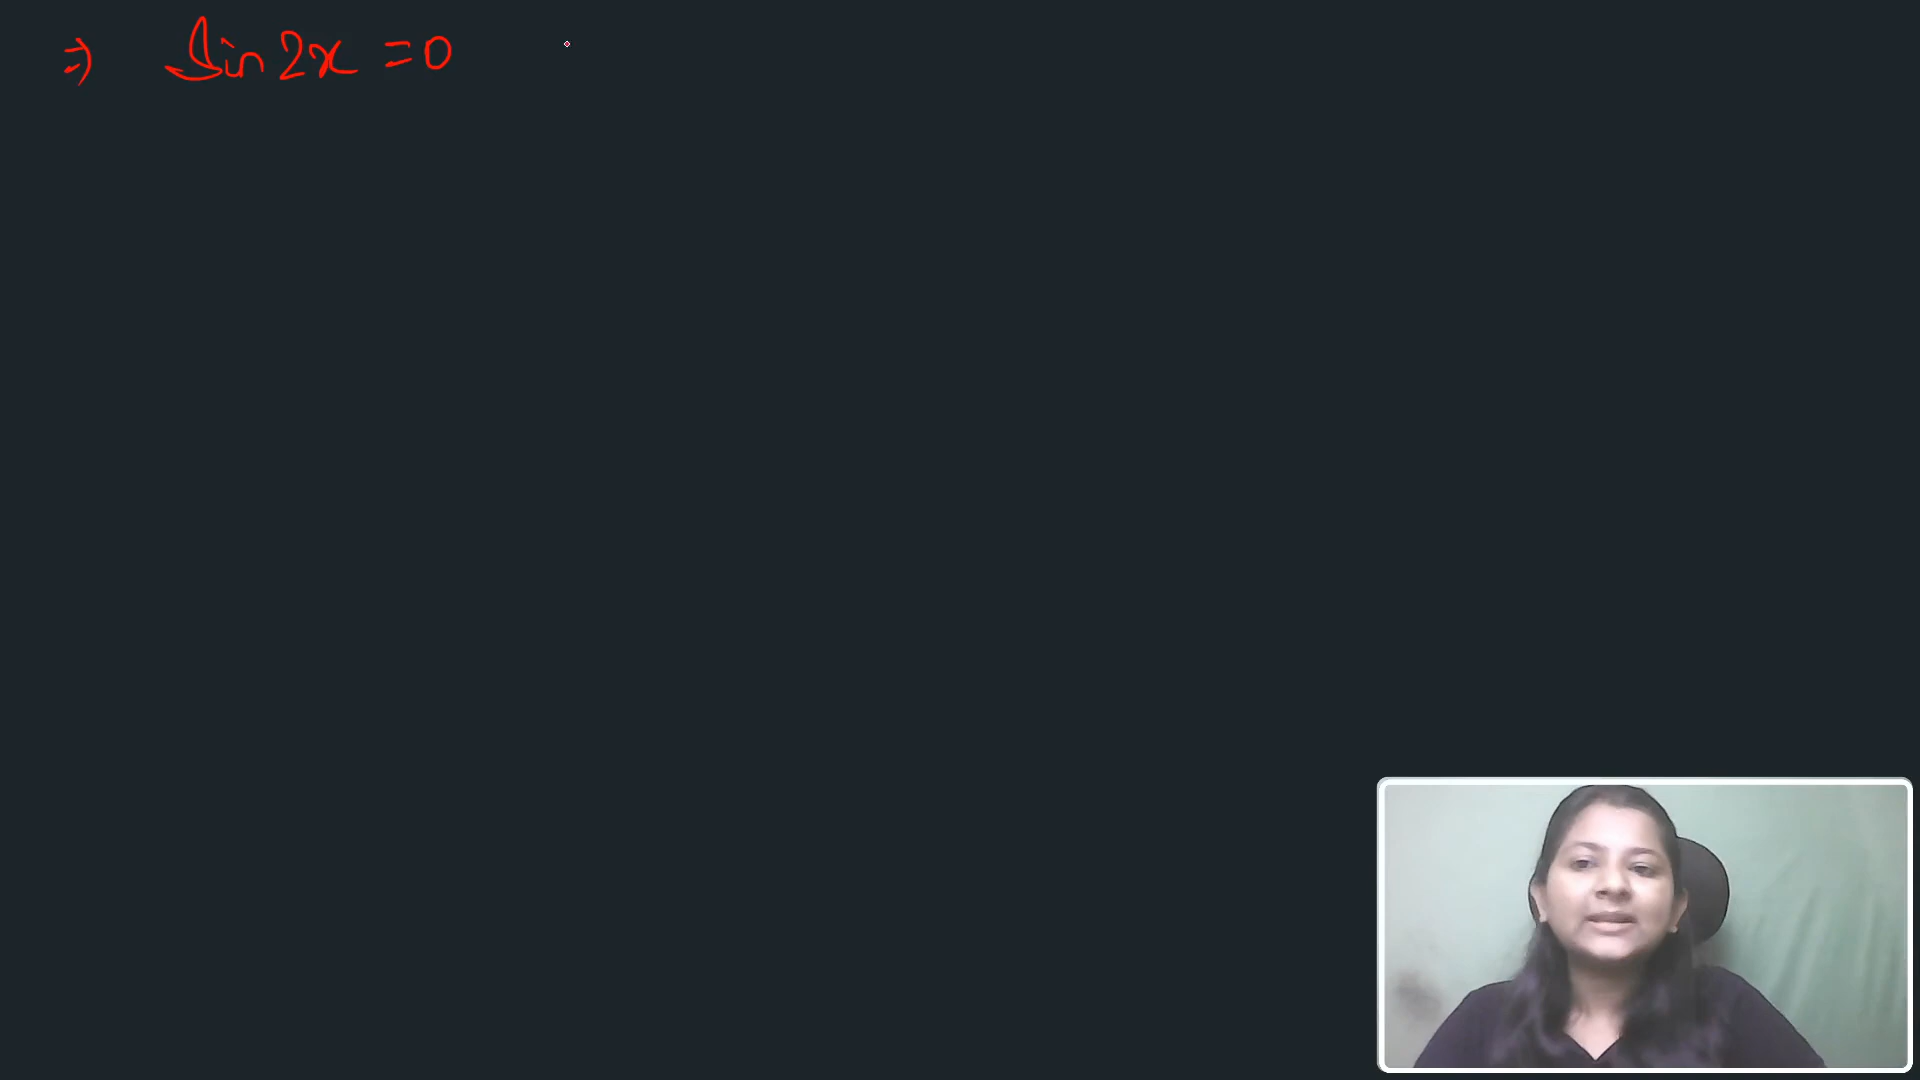 ⇒ Sin 2x = 0